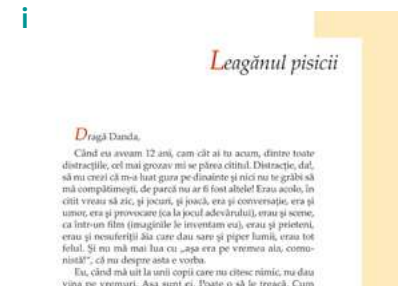 i
Leagănul pisicii
Dragă Danda,
Când eu aveam 12 ani, cam cât ai tu acum, dintre toate
distracțiile, cel mai grozav mi se părea cititul. Distracție, da!,
să nu crezi că m-a luat gura pe dinainte și nici nu te grăbi să
mă compătimești, de parcă nu ar fi fost altele! Erau acolo, în
citit vreau să zic, și jocuri, și joacă, era și conversație, era și
umor, era și provocare (ca la jocul adevărului), erau și scene,
ca într-un film (imaginile le inventam eu), erau și prieteni,
erau și nesuferiții ăia care dau sare și piper lumii, erau tot
felul. Și nu mă mai lua cu „așa era pe vremea aia, comu-
nistă!”, că nu despre asta e vorba.
Eu, când mă uit la unii copii care nu citesc nimic, nu dau
vina pe vremuri. Așa sunt ei. Poate o să le treacă. Cum